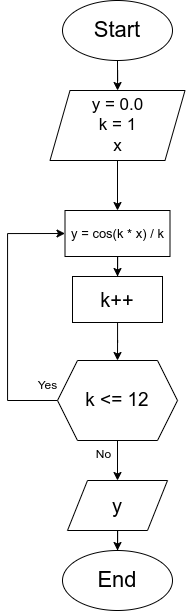 Start
y = 0.0
k = 1
x
y = cos(k * x) / k
k++
Yes
k <= 12
No
y
End